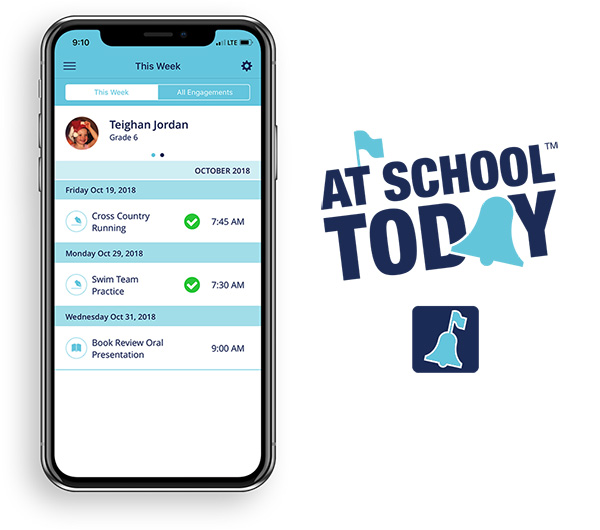 9:10
LTE
This Week
This Week
All Engagements
Teighan Jordan
Grade 6
OCTOBER 2018
Friday Oct 19, 2018
Cross Country
Running
7:45 AM
Monday Oct 29, 2018
Swim Team
Practice
7:30 AM
Wednesday Oct 31, 2018
Book Review Oral
Presentation
9:00 AM
AT SCHOOL™
TODAY